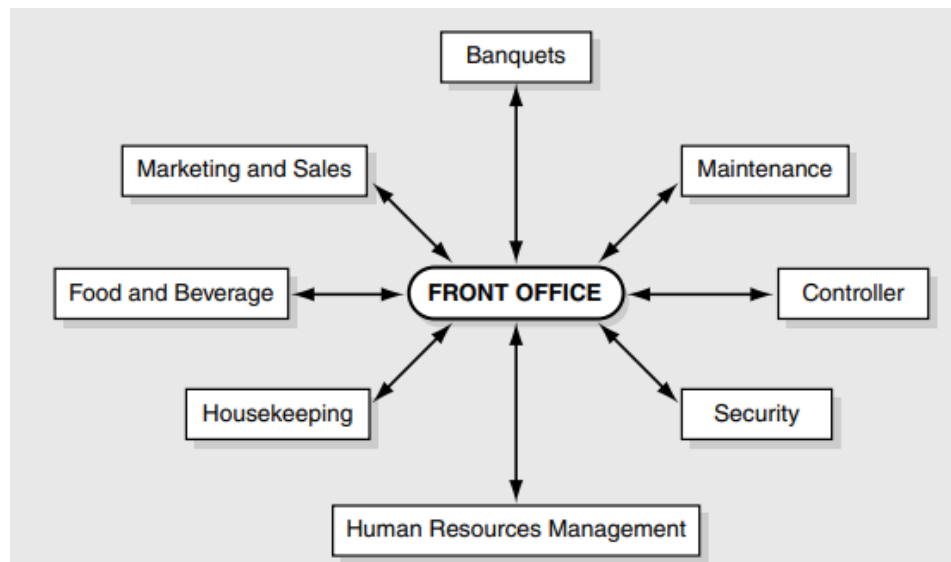 Banquets
Marketing and Sales
Maintenance
Food and Beverage
FRONT OFFICE
Controller
Housekeeping
Security
Human Resources Management